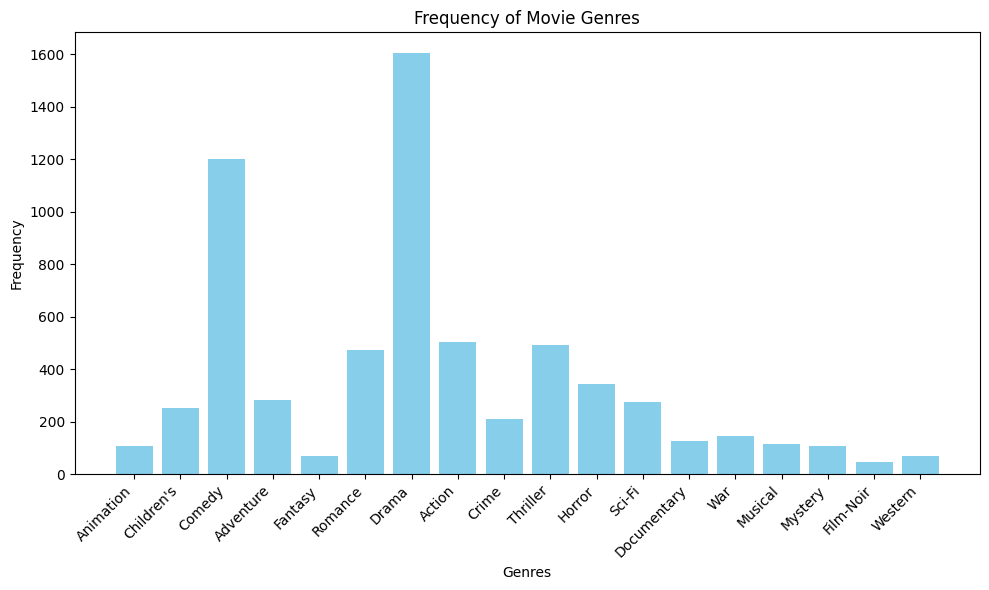 Frequency of Movie Genres
Frequency
1600
1400
1200
1000
800
600
400
200
0
Animation
Children's
Comedy
Adventure
Fantasy
Romance
Drama
Action
Crime
Thriller
Horror
Sci-Fi
Documentary
War
Musical
Mystery
Film-Noir
Western
Genres